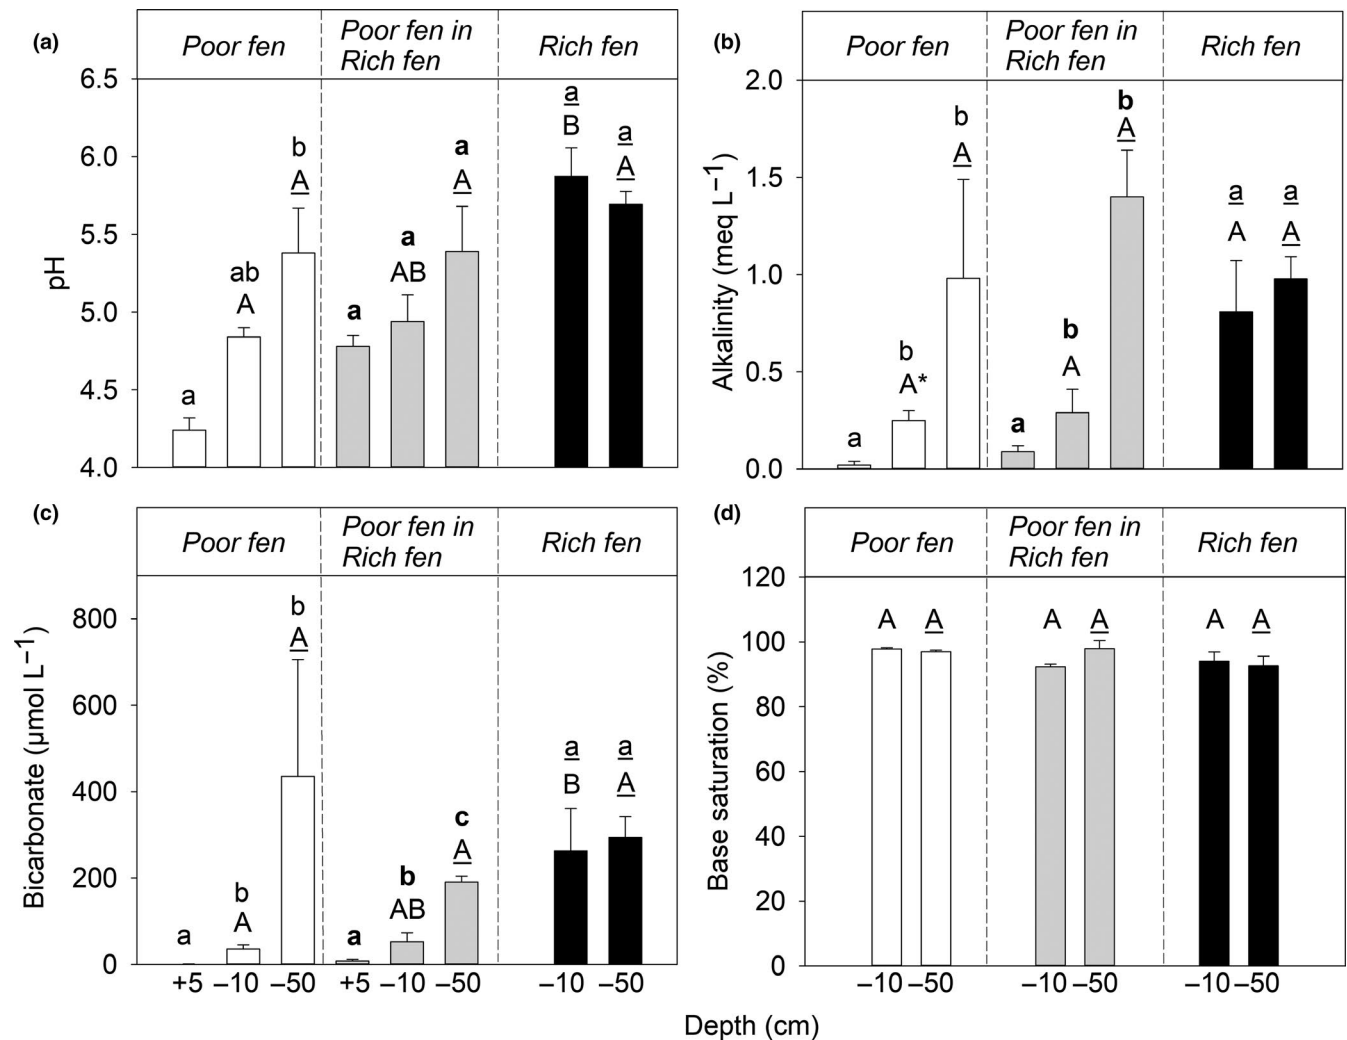 (a)
Poor fen
Poor fen in
Rich fen
Rich fen
pH
6.5
6.0
5.5
5.0
4.5
4.0
a
ab
A
b
A
a
a
AB
a
A
a
B
a
A
(b)
Poor fen
Poor fen in
Rich fen
Rich fen
Alkalinity (meq L−1)
2.0
1.5
1.0
0.5
0.0
a
b
A*
b
A
a
b
A
b
A
a
A
a
A
(c)
Poor fen
Poor fen in
Rich fen
Rich fen
Bicarbonate (µmol L−1)
800
600
400
200
0
a
b
A
b
A
a
b
AB
c
A
a
B
a
A
+5 −10 −50 +5 −10 −50 −10 −50
(d)
Poor fen
Poor fen in
Rich fen
Rich fen
Base saturation (%)
120
100
80
60
40
20
0
A A A A A A
−10 −50 −10 −50 −10 −50
Depth (cm)